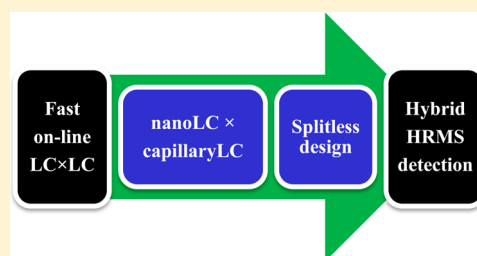 Fast
on-line
LC×LC
nanoLC ×
capillaryLC
Splitless
design
Hybrid
HRMS
detection